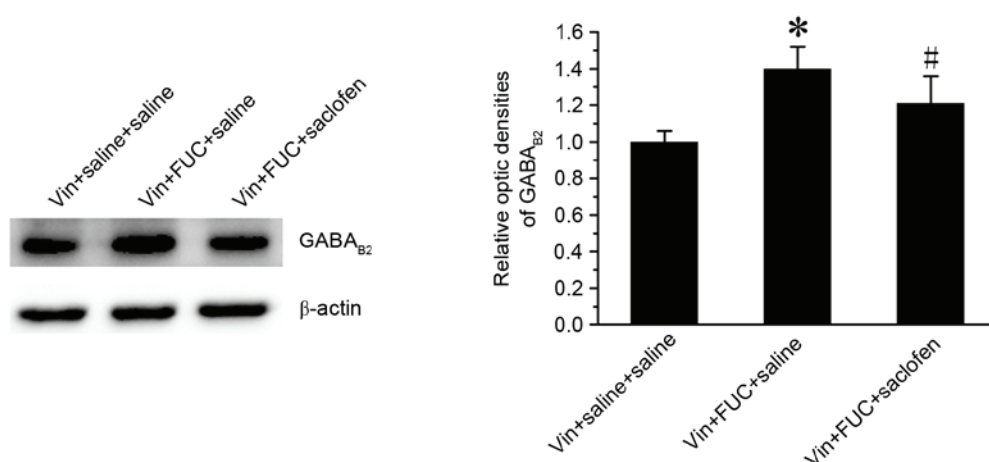 Vin+saline+saline
Vin+FUC+saline
Vin+FUC+saclofen
GABA_B2
β-actin
Relative optic densities
of GABA_B2
1.6
1.4
1.2
1.0
0.8
0.6
0.4
0.2
0.0
*
#
Vin+saline+saline
Vin+FUC+saline
Vin+FUC+saclofen